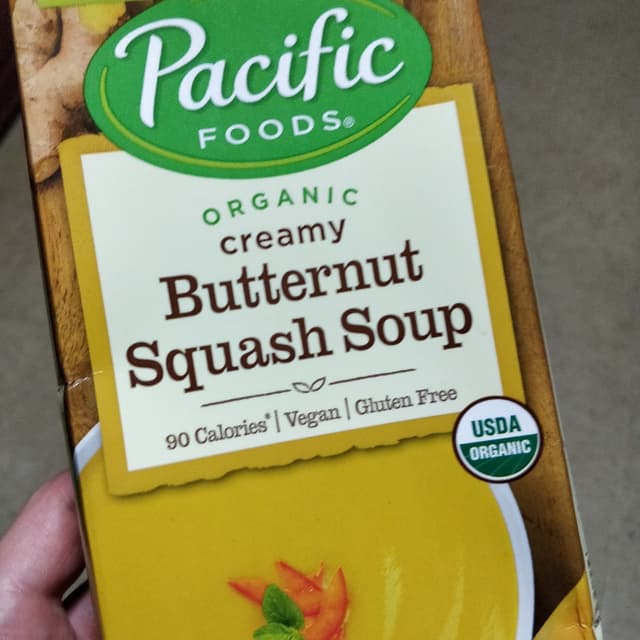 Pacific
FOODS®
ORGANIC
creamy
Butternut
Squash Soup
90 Calories* | Vegan | Gluten Free
USDA
ORGANIC